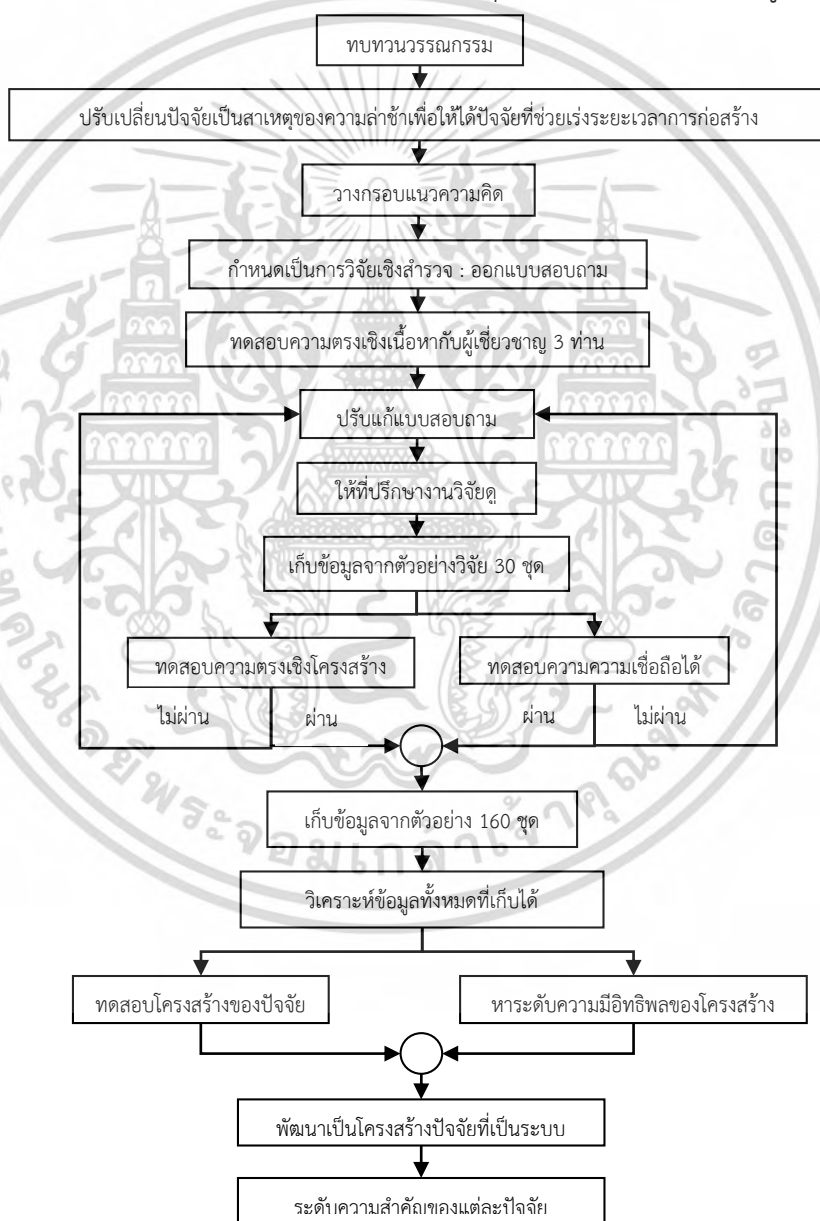 ทบทวนวรรณกรรม
ปรับเปลี่ยนปัจจัยเป็นสาเหตุของความล่าช้าเพื่อให้ได้ปัจจัยที่ช่วยเร่งระยะเวลาการก่อสร้าง
วางกรอบแนวความคิด
กำหนดเป็นการวิจัยเชิงสำรวจ : ออกแบบสอบถาม
ทดสอบความตรงเชิงเนื้อหากับผู้เชี่ยวชาญ 3 ท่าน
ปรับแก้แบบสอบถาม
ให้ที่ปรึกษางานวิจัยดู
เก็บข้อมูลจากตัวอย่างวิจัย 30 ชุด
ทดสอบความตรงเชิงโครงสร้าง
ทดสอบความความเชื่อถือได้
ไม่ผ่าน ผ่าน ผ่าน ไม่ผ่าน
เก็บข้อมูลจากตัวอย่าง 160 ชุด
วิเคราะห์ข้อมูลทั้งหมดที่เก็บได้
ทดสอบโครงสร้างของปัจจัย
หาระดับความมีอิทธิพลของโครงสร้าง
พัฒนาเป็นโครงสร้างปัจจัยที่เป็นระบบ
ระดับความสำคัญของแต่ละปัจจัย